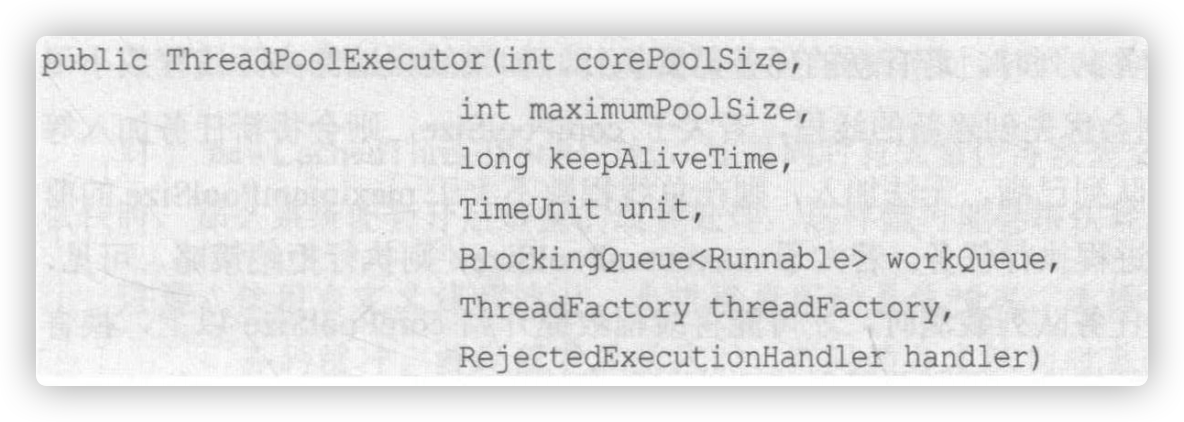 public ThreadPoolExecutor(int corePoolSize,
int maximumPoolSize,
long keepAliveTime,
TimeUnit unit,
BlockingQueue<Runnable> workQueue,
ThreadFactory threadFactory,
RejectedExecutionHandler handler)